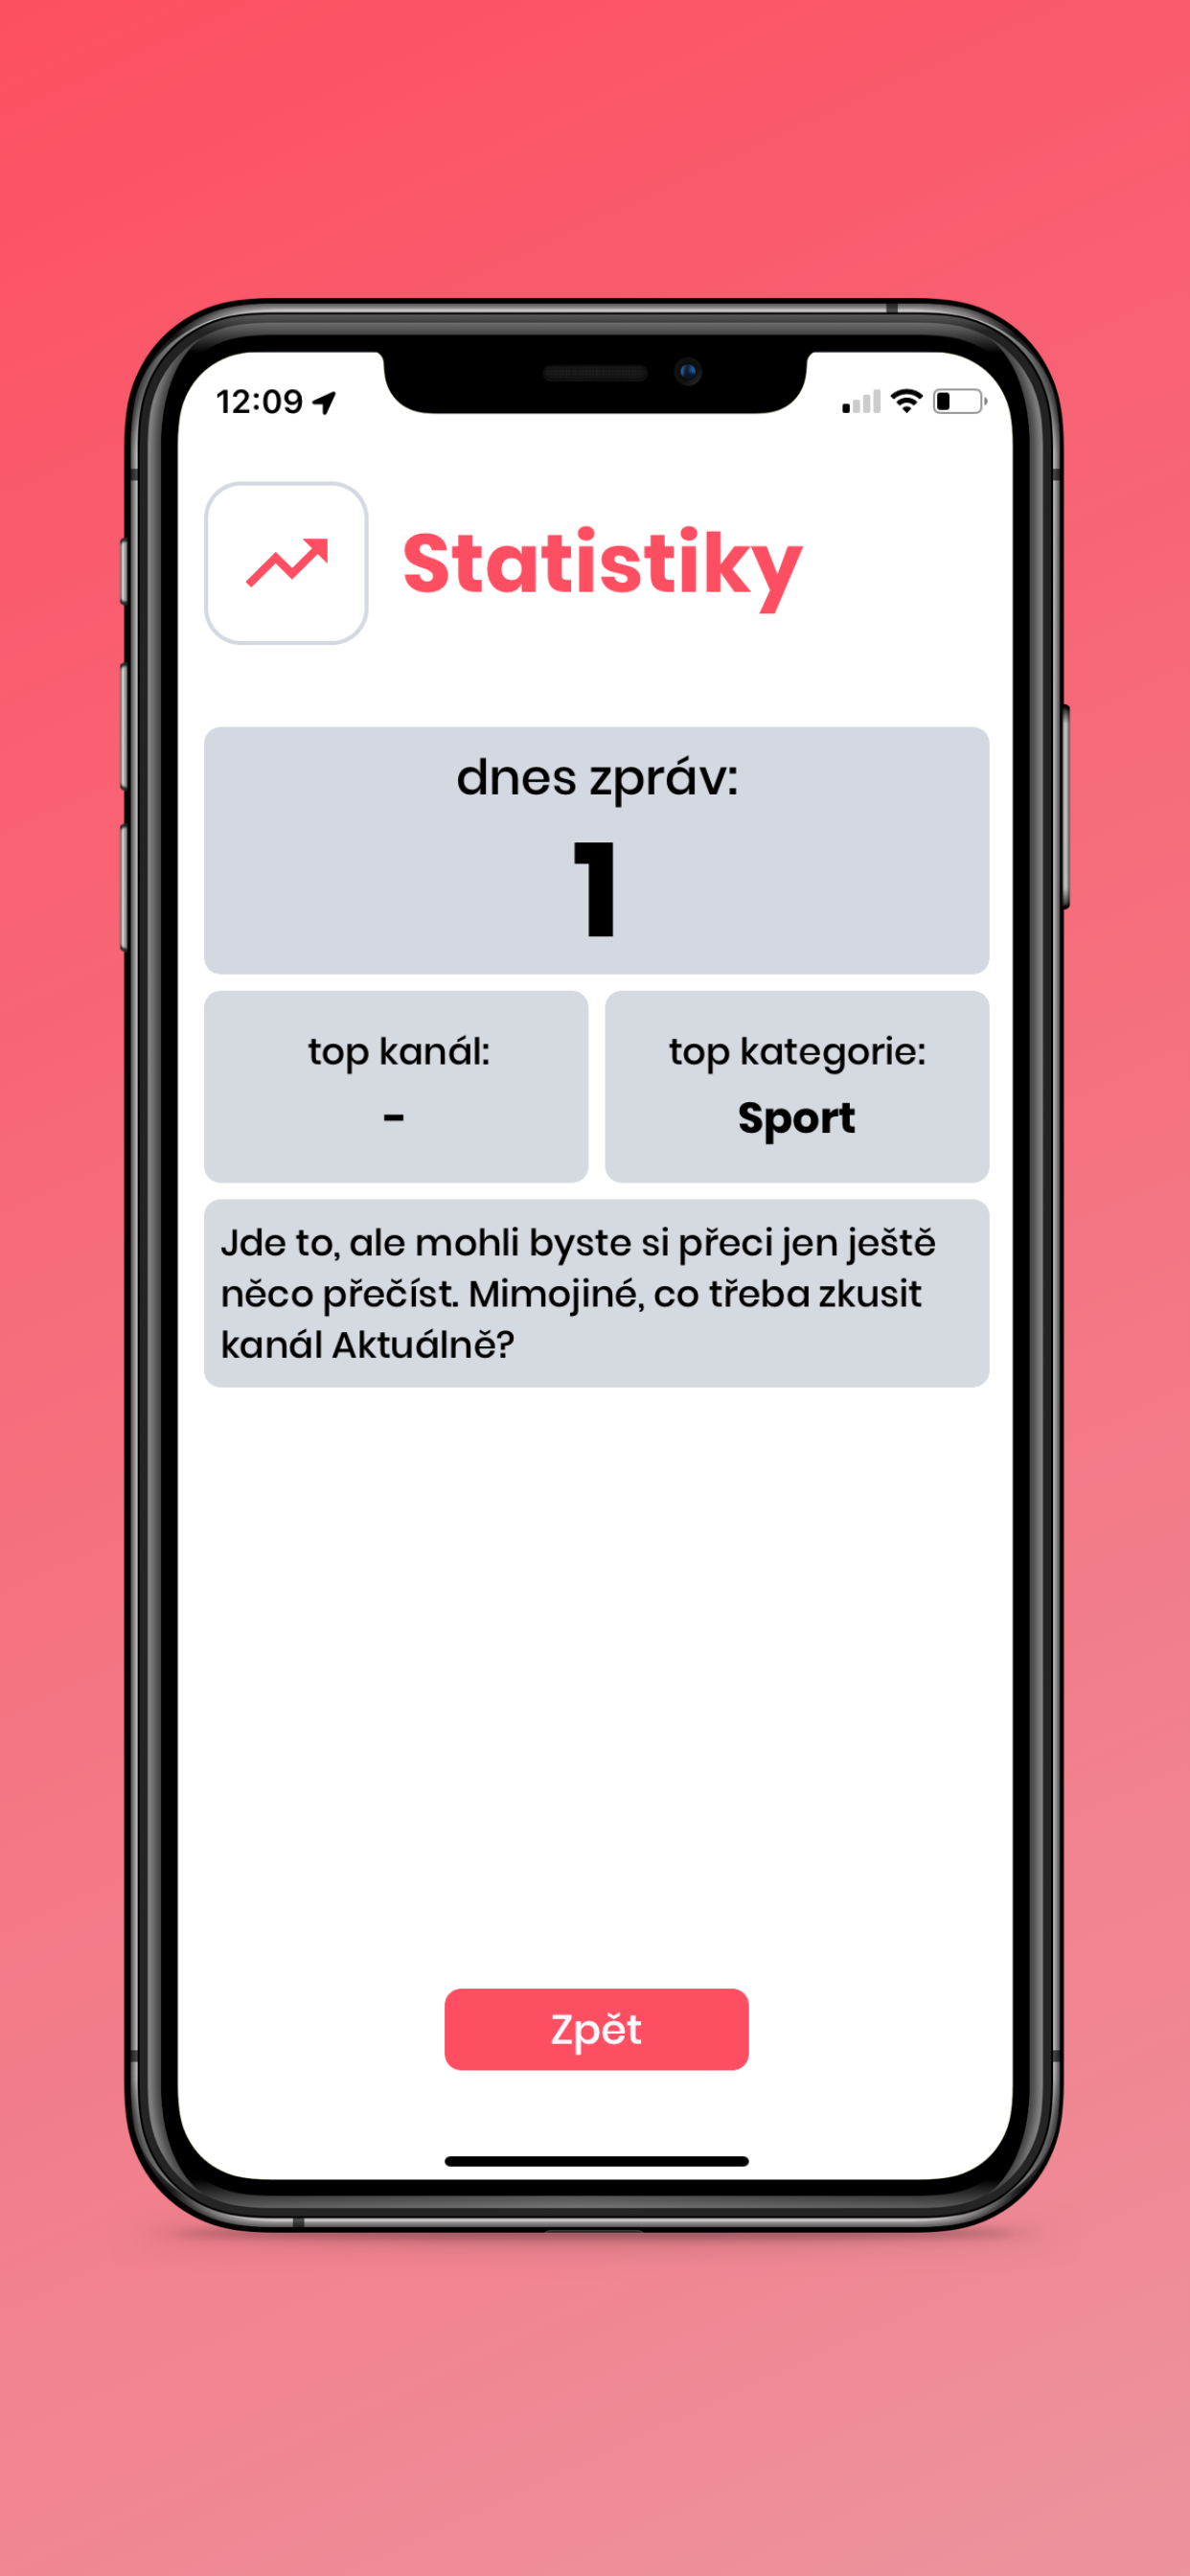 12:09
Statistiky
dnes zpráv:
1
top kanál:
-
top kategorie:
Sport
Jde to, ale mohli byste si přeci jen ještě
něco přečíst. Mimojiné, co třeba zkusit
kanál Aktuálně?
Zpět